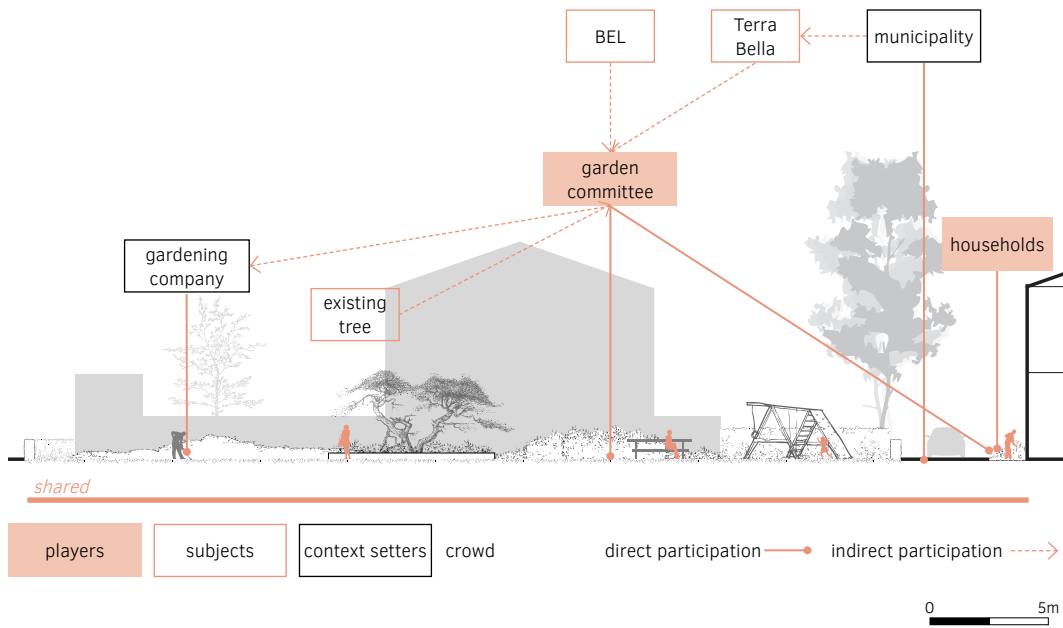 BEL
Terra
Bella
municipality
garden
committee
households
gardening
company
existing
tree
shared
players
subjects
context setters
crowd
direct participation
indirect participation
0
5m